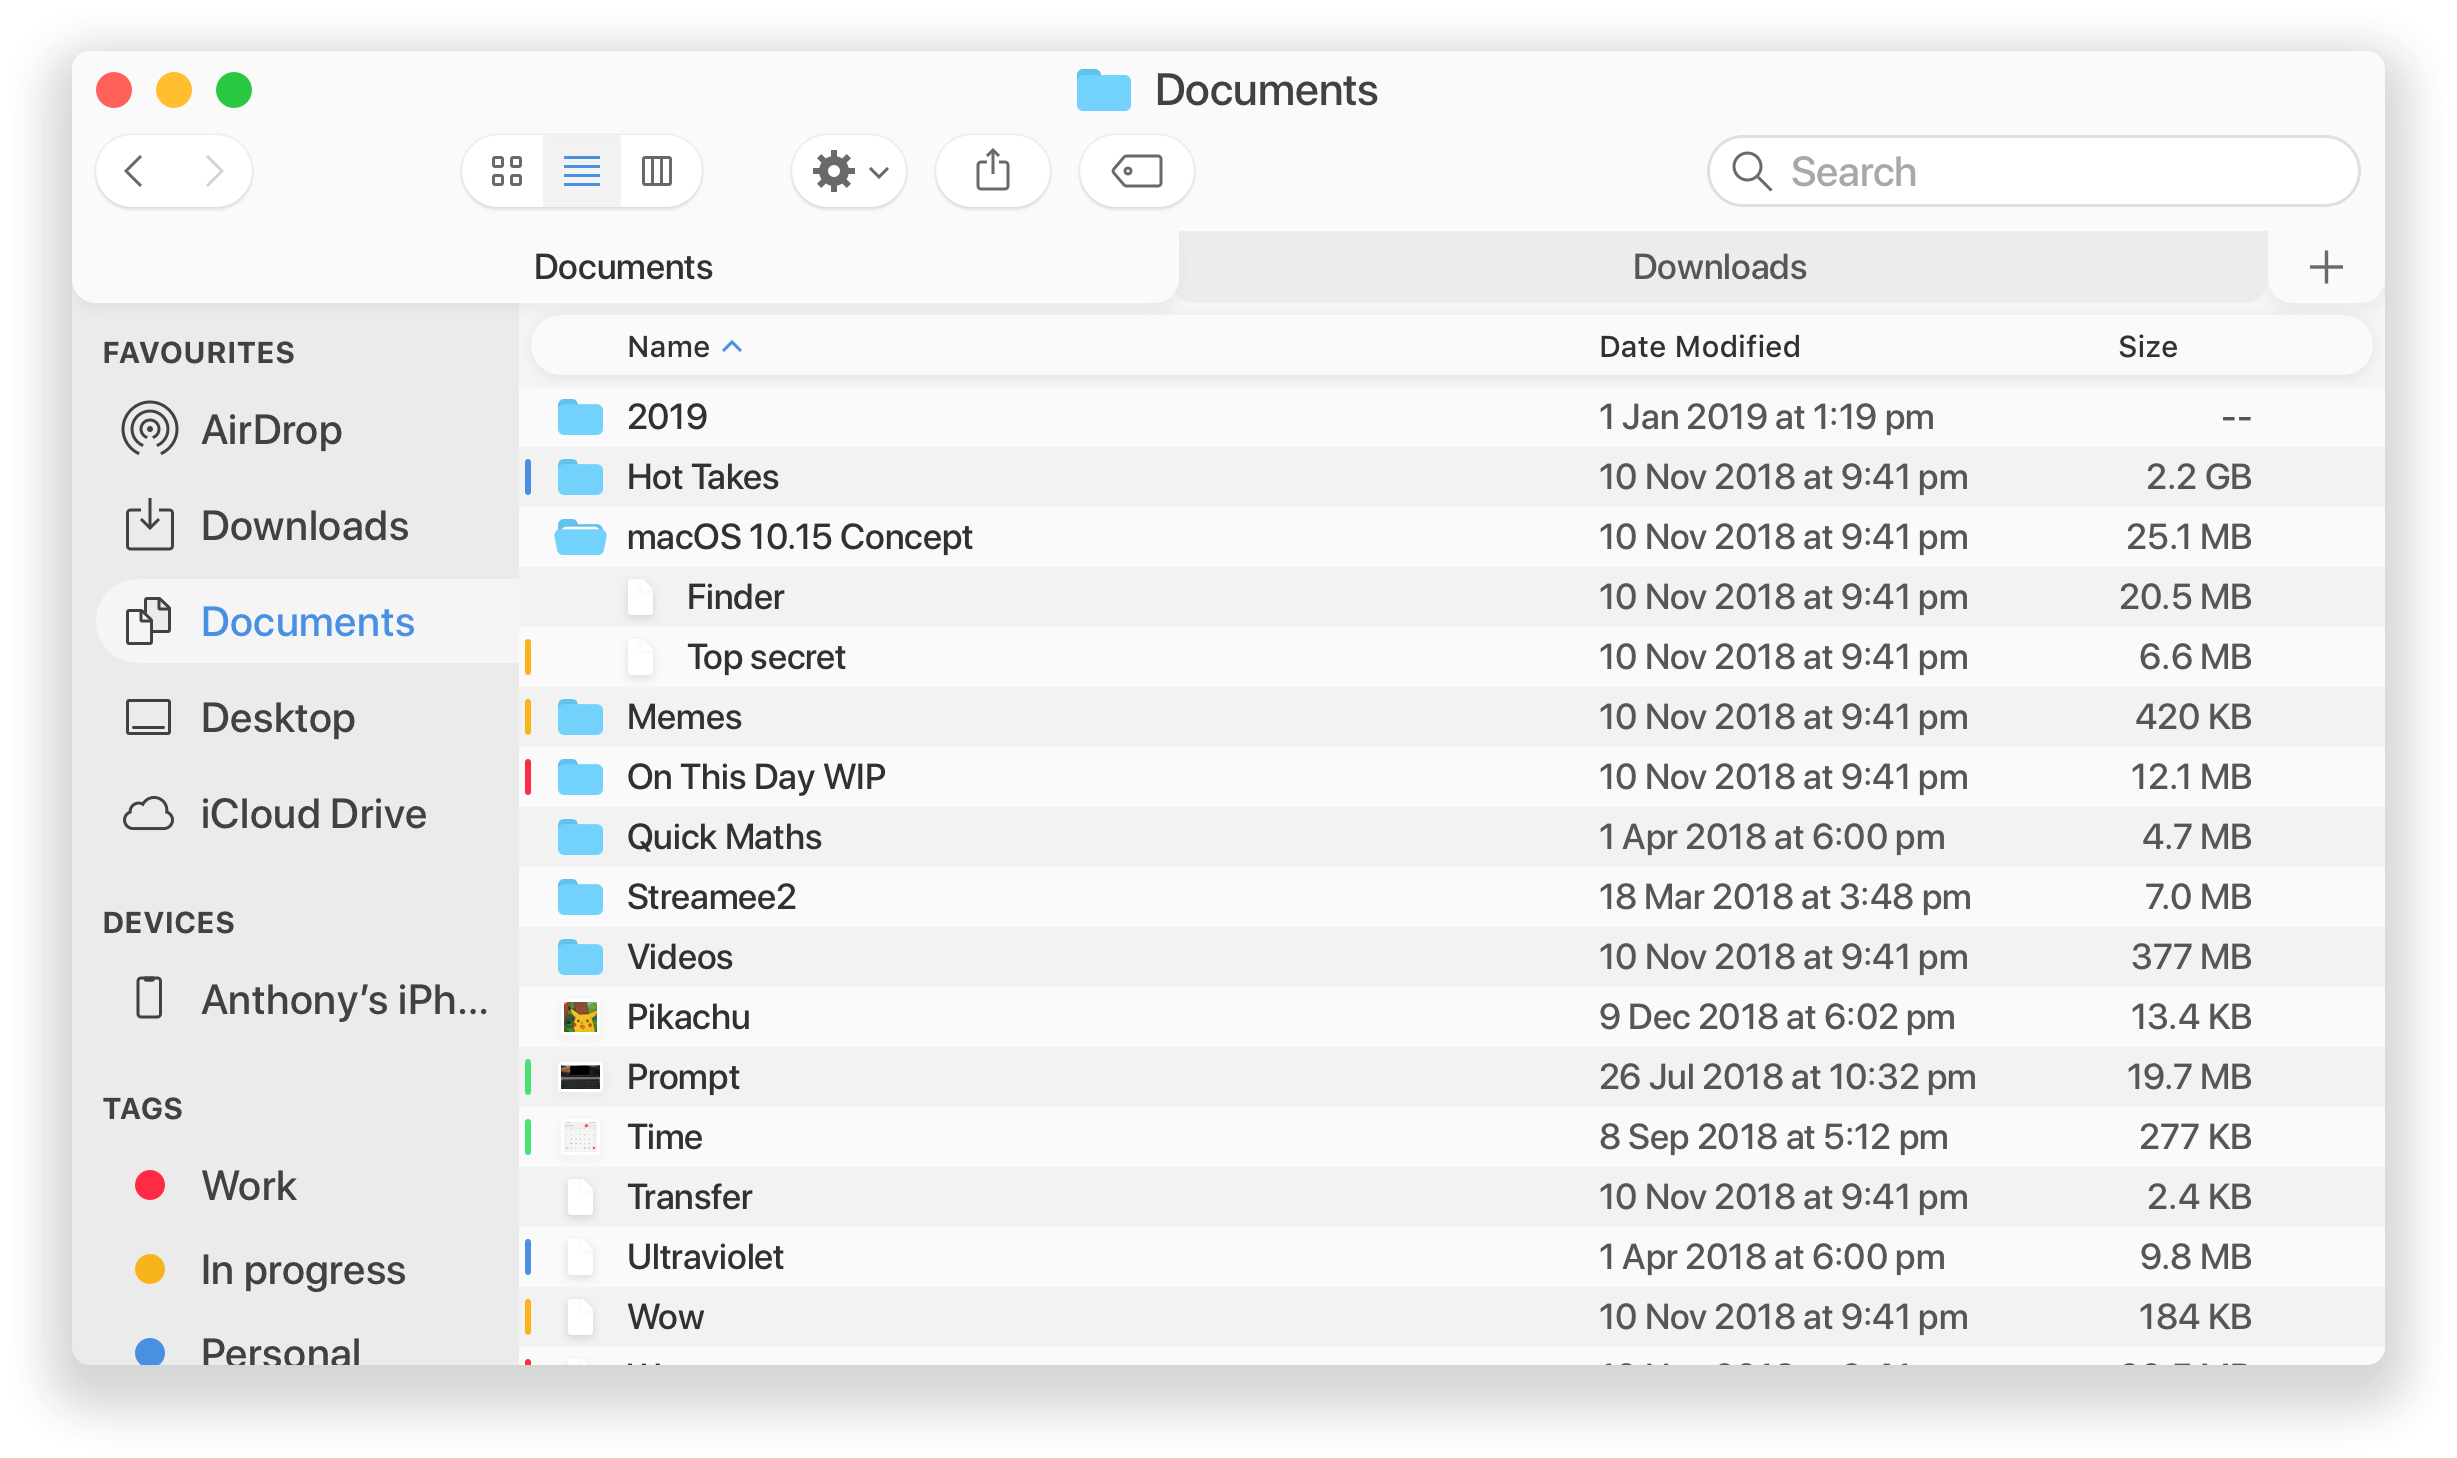 Documents
Search
Documents
Downloads
FAVOURITES
AirDrop
Downloads
Documents
Desktop
iCloud Drive
DEVICES
Anthony’s iPh...
TAGS
Work
In progress
Personal
Name Date Modified Size
2019 1 Jan 2019 at 1:19 pm --
Hot Takes 10 Nov 2018 at 9:41 pm 2.2 GB
macOS 10.15 Concept 10 Nov 2018 at 9:41 pm 25.1 MB
Finder 10 Nov 2018 at 9:41 pm 20.5 MB
Top secret 10 Nov 2018 at 9:41 pm 6.6 MB
Memes 10 Nov 2018 at 9:41 pm 420 KB
On This Day WIP 10 Nov 2018 at 9:41 pm 12.1 MB
Quick Maths 1 Apr 2018 at 6:00 pm 4.7 MB
Streamee2 18 Mar 2018 at 3:48 pm 7.0 MB
Videos 10 Nov 2018 at 9:41 pm 377 MB
Pikachu 9 Dec 2018 at 6:02 pm 13.4 KB
Prompt 26 Jul 2018 at 10:32 pm 19.7 MB
Time 8 Sep 2018 at 5:12 pm 277 KB
Transfer 10 Nov 2018 at 9:41 pm 2.4 KB
Ultraviolet 1 Apr 2018 at 6:00 pm 9.8 MB
Wow 10 Nov 2018 at 9:41 pm 184 KB